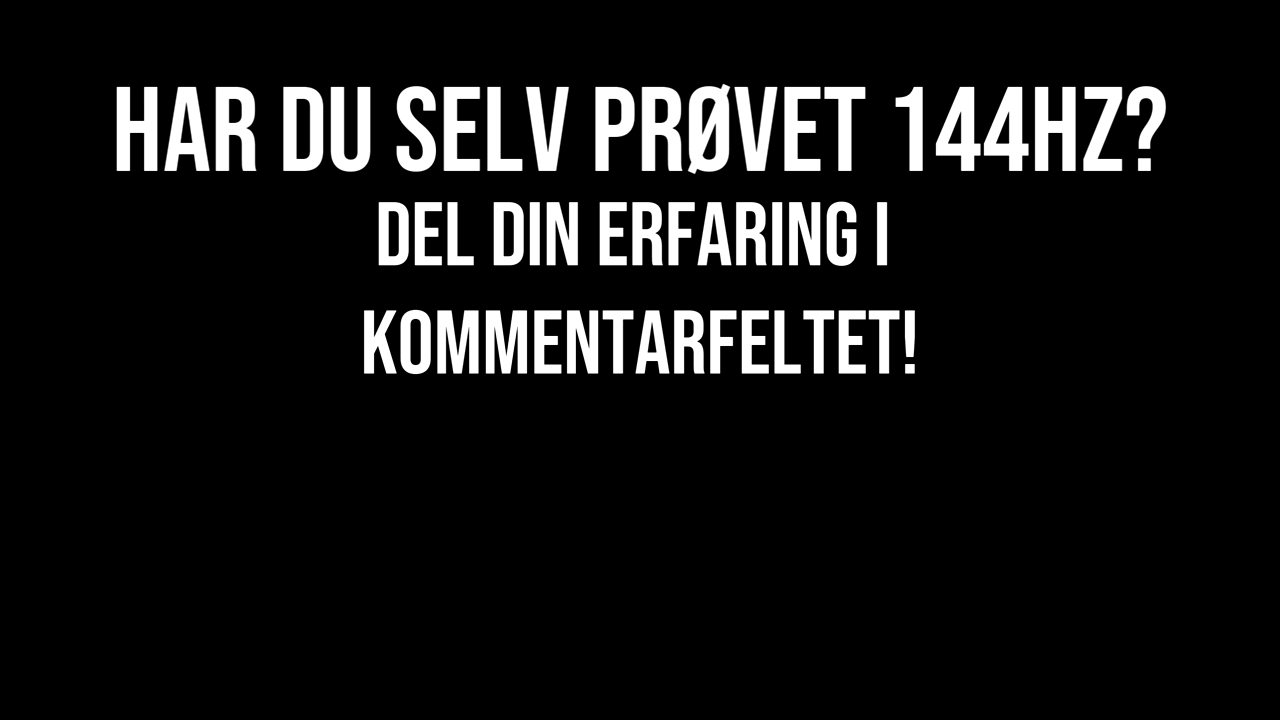 HAR DU SELV PRØVET 144HZ?
DEL DIN ERFARING I
KOMMENTARFELTET!